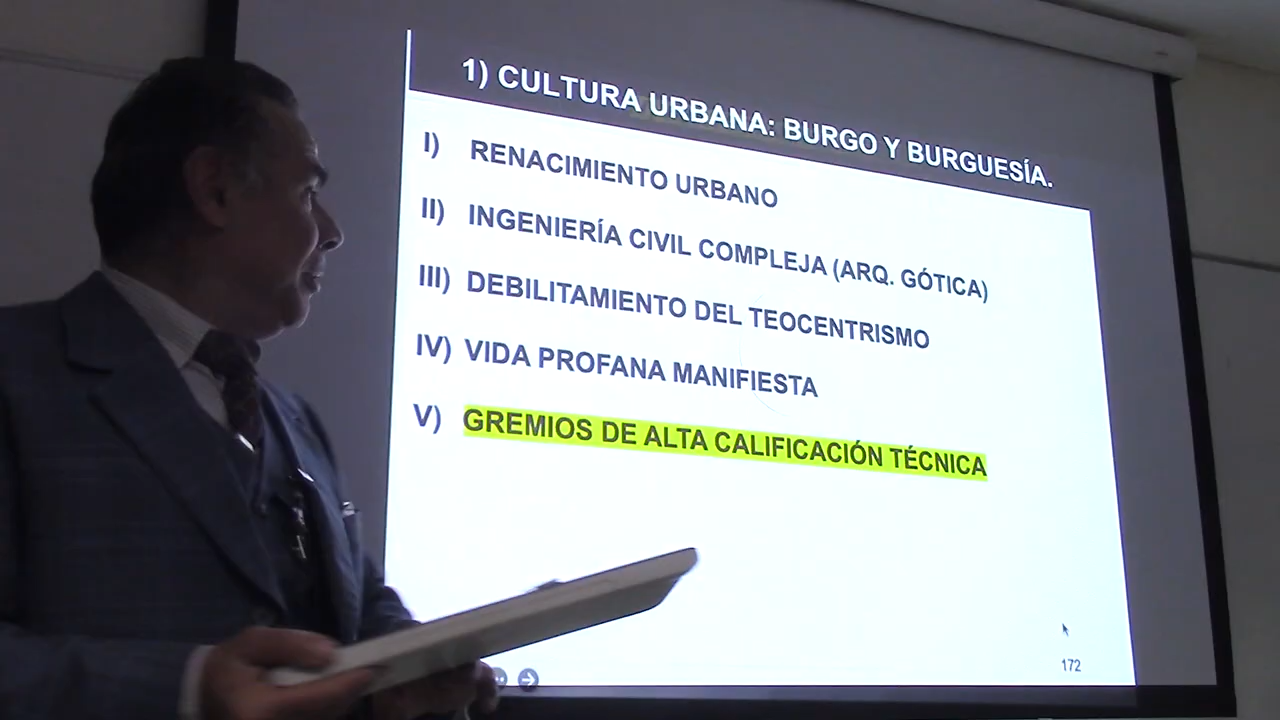 1) CULTURA URBANA: BURGO Y BURGUESÍA.
I) RENACIMIENTO URBANO
II) INGENIERÍA CIVIL COMPLEJA (ARQ. GÓTICA)
III) DEBILITAMIENTO DEL TEOCENTRISMO
IV) VIDA PROFANA MANIFIESTA
V) GREMIOS DE ALTA CALIFICACIÓN TÉCNICA
172